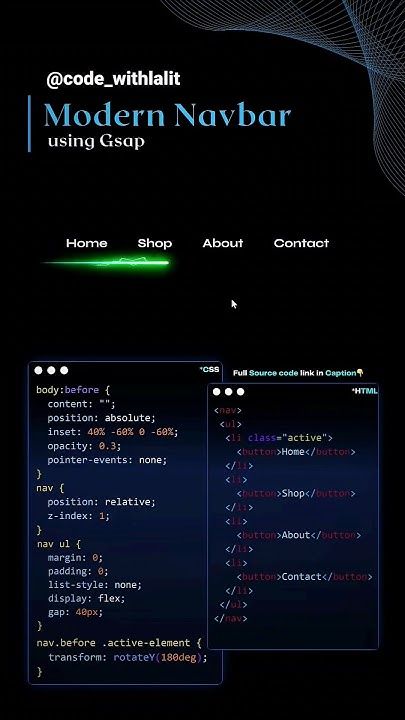 @code_withlalit
Modern Navbar
using Gsap
Home Shop About Contact
*CSS
body:before {
content: "";
position: absolute;
inset: 40% -60% 0 -60%;
opacity: 0.3;
pointer-events: none;
}
nav {
position: relative;
z-index: 1;
}
nav ul {
margin: 0;
padding: 0;
list-style: none;
display: flex;
gap: 40px;
}
nav.before .active-element {
transform: rotateY(180deg);
}
Full Source code link in Caption👇
*HTML
<nav>
<ul>
<li class="active">
<button>Home</button>
</li>
<li>
<button>Shop</button>
</li>
<li>
<button>About</button>
</li>
<li>
<button>Contact</button>
</li>
</ul>
</nav>